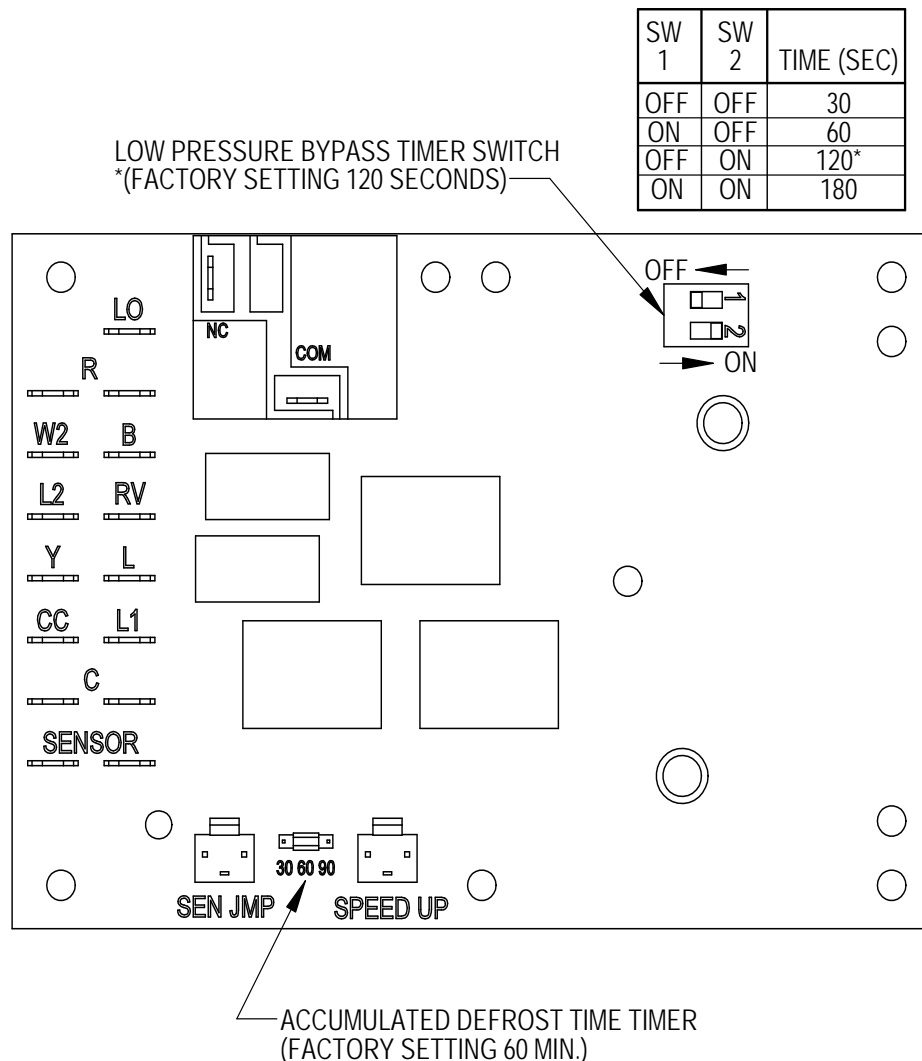 SW 1 SW 2 TIME (SEC)
OFF OFF 30
ON OFF 60
OFF ON 120*
ON ON 180
LOW PRESSURE BYPASS TIMER SWITCH
*(FACTORY SETTING 120 SECONDS)
OFF
1
2
ON
NC
COM
LO
R
W2 B
L2 RV
Y L
CC L1
C
SENSOR
30 60 90
SEN JMP SPEED UP
ACCUMULATED DEFROST TIME TIMER
(FACTORY SETTING 60 MIN.)